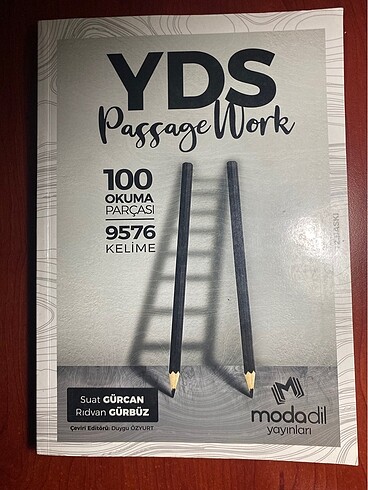 YDS
Passage Work
100
OKUMA
PARÇASI
9576
KELİME
Suat GÜRCAN
Rıdvan GÜRBÜZ
Çeviri Editörü: Duygu ÖZYURT
modadil
yayınları